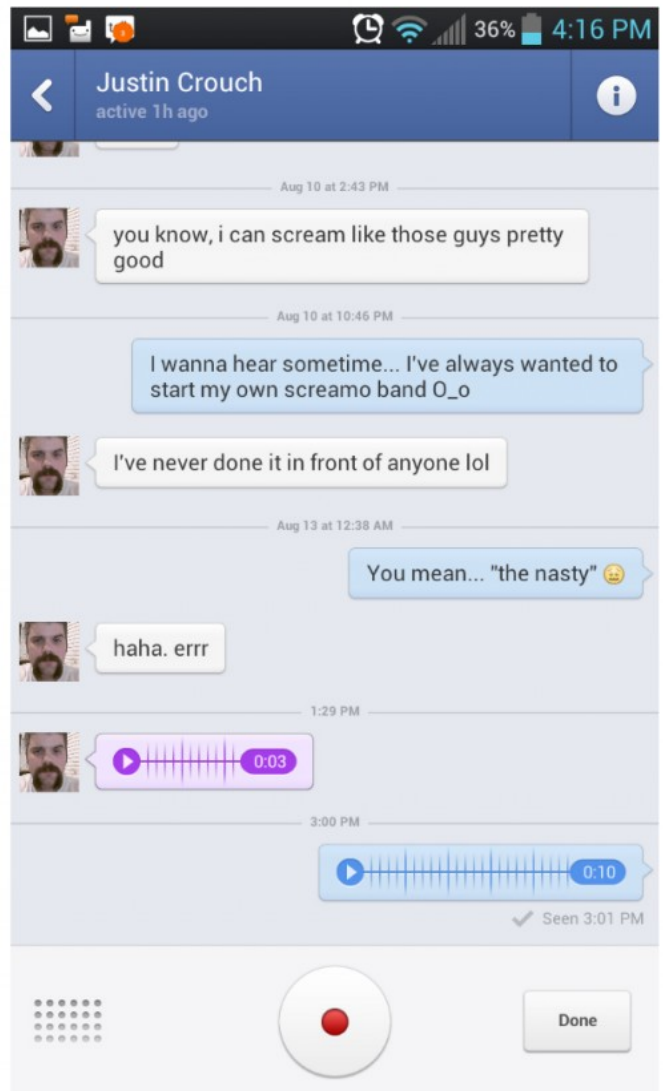 36% 4:16 PM
Justin Crouch
active 1h ago
Aug 10 at 2:43 PM
you know, i can scream like those guys pretty
good
Aug 10 at 10:46 PM
I wanna hear sometime... I've always wanted to
start my own screamo band O_o
I've never done it in front of anyone lol
Aug 13 at 12:38 AM
You mean... "the nasty" 😖
haha. errr
1:29 PM
0:03
3:00 PM
0:10
Seen 3:01 PM
Done